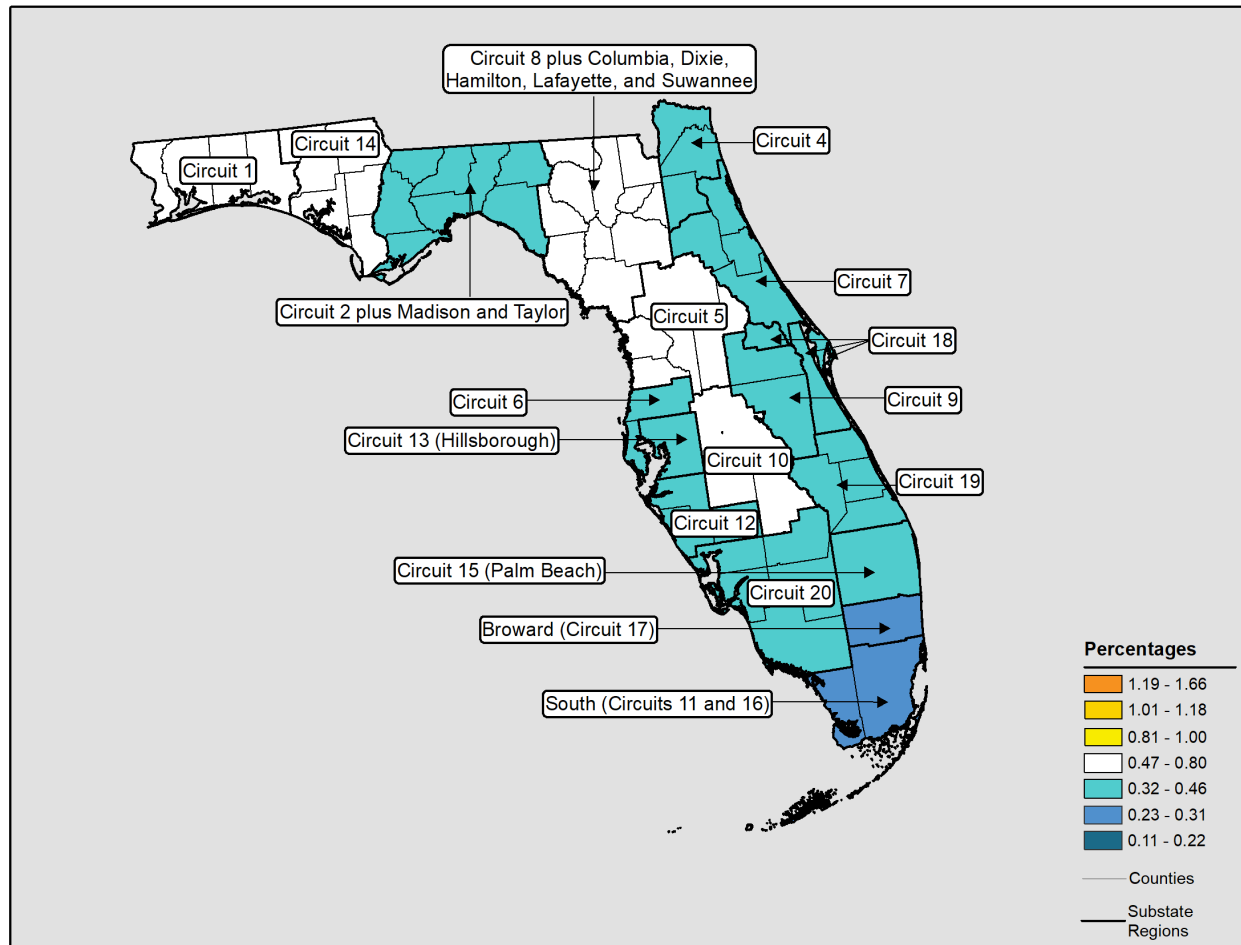 Circuit 8 plus Columbia, Dixie,
Hamilton, Lafayette, and Suwannee
Circuit 4
Circuit 14
Circuit 1
Circuit 7
Circuit 2 plus Madison and Taylor
Circuit 5
Circuit 18
Circuit 6
Circuit 9
Circuit 13 (Hillsborough)
Circuit 10
Circuit 19
Circuit 12
Circuit 15 (Palm Beach)
Circuit 20
Broward (Circuit 17)
South (Circuits 11 and 16)
Percentages
1.19 - 1.66
1.01 - 1.18
0.81 - 1.00
0.47 - 0.80
0.32 - 0.46
0.23 - 0.31
0.11 - 0.22
Counties
Substate
Regions